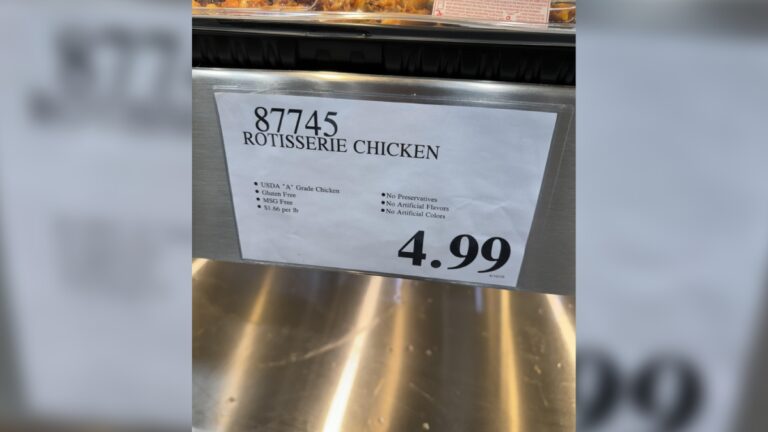 87745
ROTISSERIE CHICKEN
• USDA "A" Grade Chicken
• Gluten Free
• MSG Free
• $1.66 per lb
• No Preservatives
• No Artificial Flavors
• No Artificial Colors
4.99